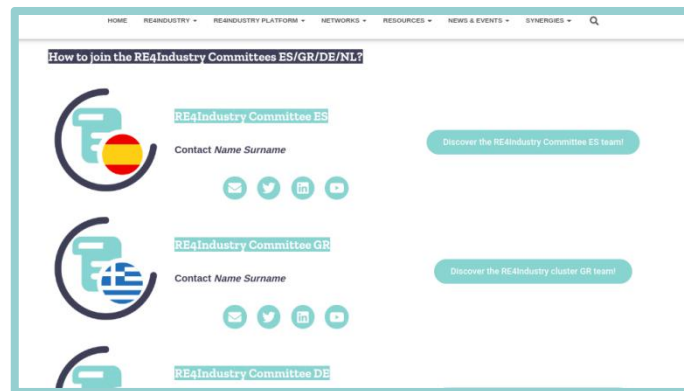 HOME RE4INDUSTRY RE4INDUSTRY PLATFORM NETWORKS RESOURCES NEWS & EVENTS SYNERGIES
How to join the RE4Industry Committees ES/GR/DE/NL?
RE4Industry Committee ES
Discover the RE4Industry Committee ES team!
Contact Name Surname
RE4Industry Committee GR
Discover the RE4Industry cluster GR team!
Contact Name Surname
RE4Industry Committee DE